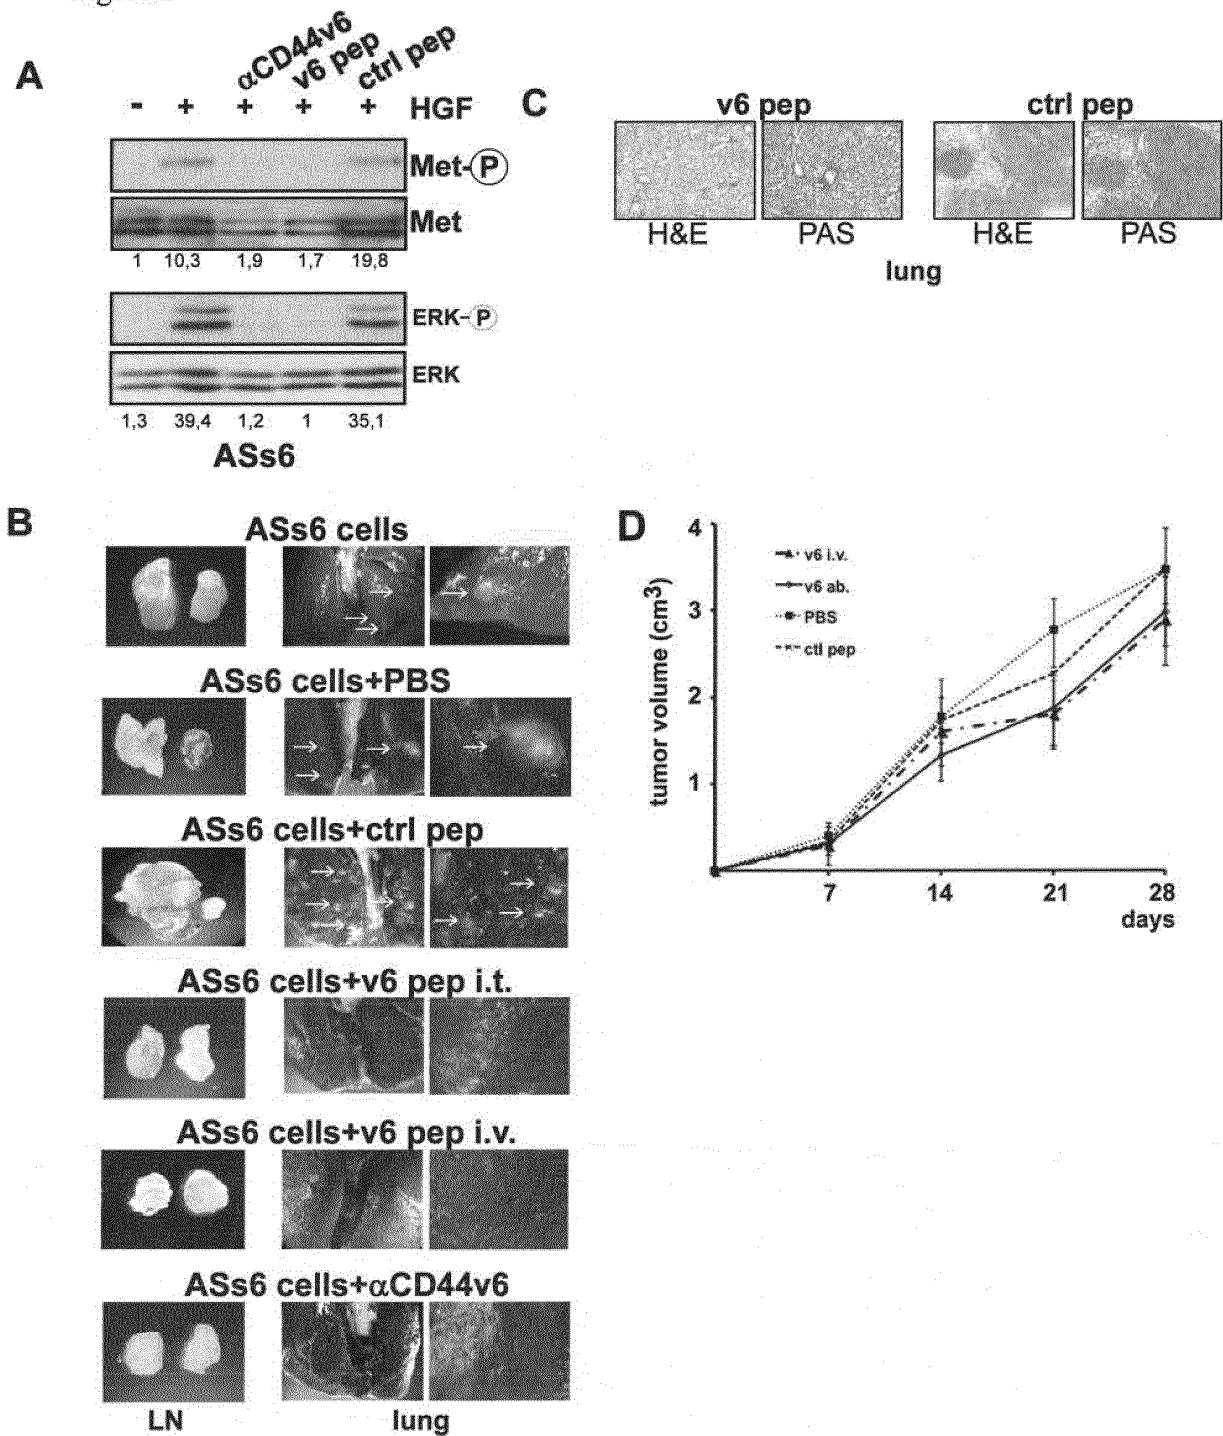 A
αCD44v6
v6 pep
ctrl pep
- + + + + HGF
Met-P
Met
1 10,3 1,9 1,7 19,8
ERK-P
ERK
1,3 39,4 1,2 1 35,1
ASs6
C
v6 pep ctrl pep
H&E PAS H&E PAS
lung
B
ASs6 cells
ASs6 cells+PBS
ASs6 cells+ctrl pep
ASs6 cells+v6 pep i.t.
ASs6 cells+v6 pep i.v.
ASs6 cells+αCD44v6
LN lung
D
tumor volume (cm3)
4
3
2
1
v6 i.v.
v6 ab.
PBS
ctl pep
7 14 21 28
days